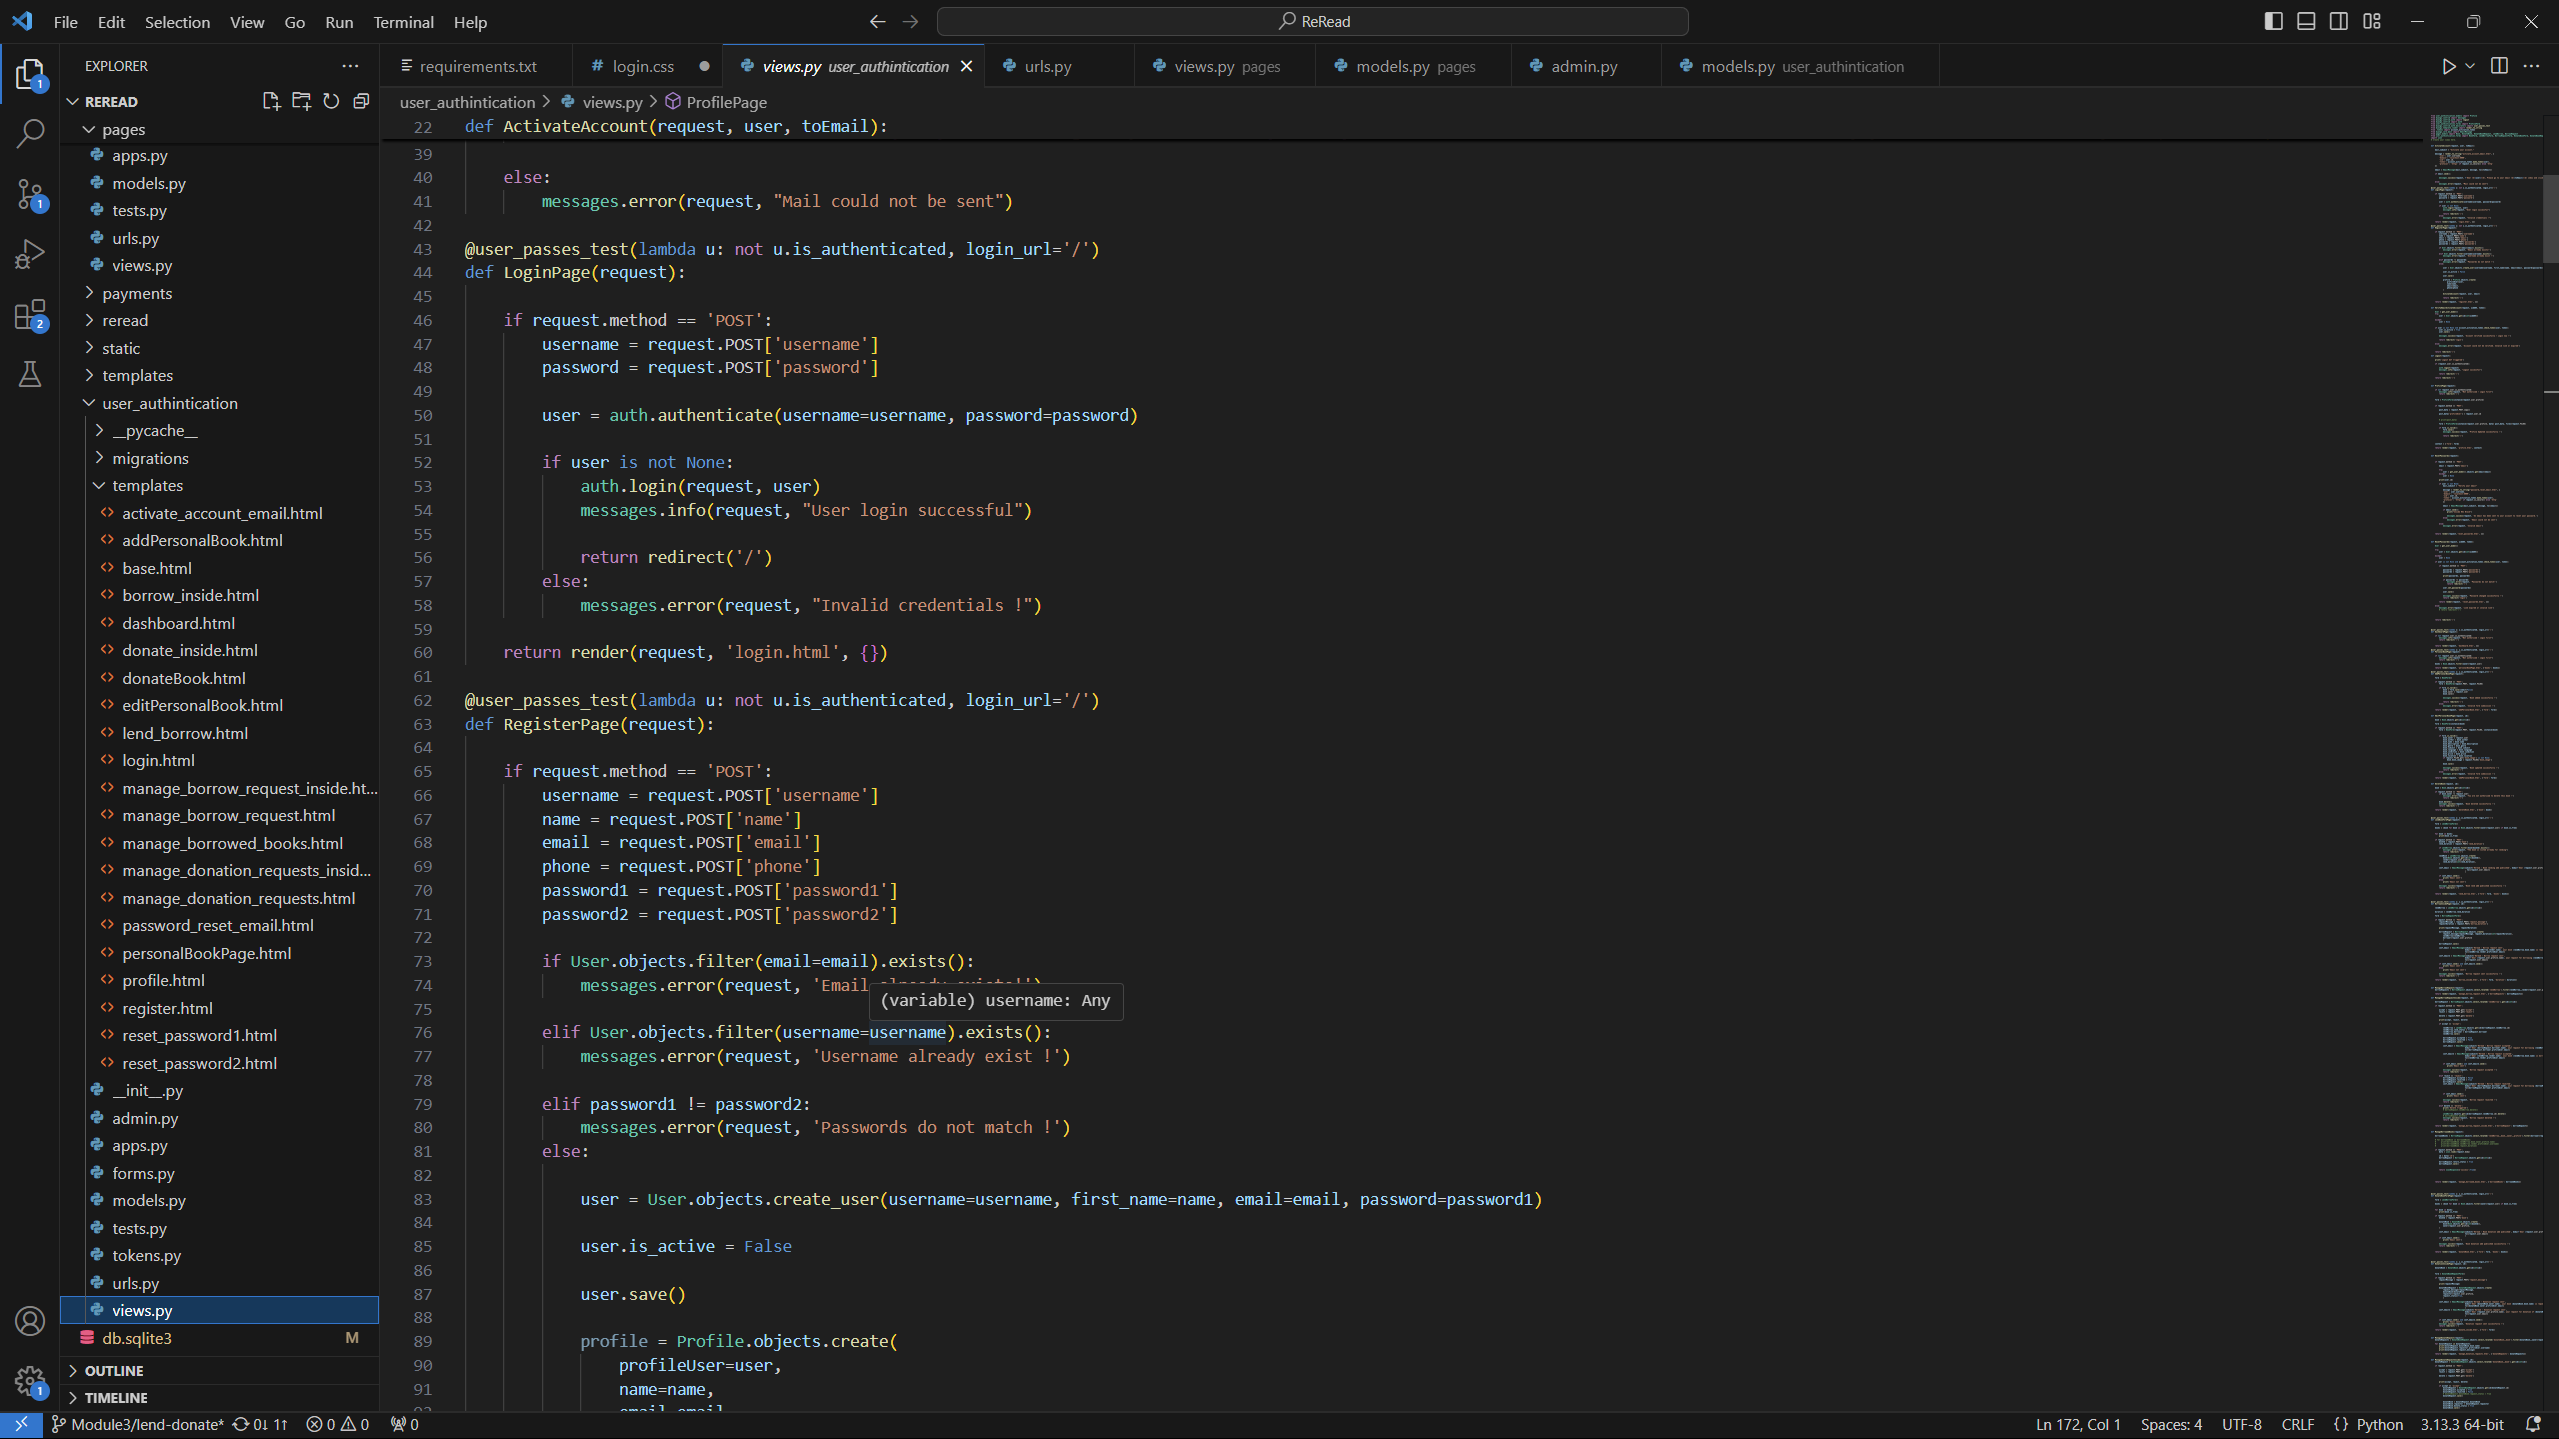 File Edit Selection View Go Run Terminal Help
ReRead
EXPLORER
requirements.txt
login.css
views.py user_authintication
urls.py
views.py pages
models.py pages
admin.py
models.py user_authintication
REREAD
user_authintication > views.py > ProfilePage
pages
apps.py
models.py
tests.py
urls.py
views.py
payments
reread
static
templates
user_authintication
__pycache__
migrations
templates
activate_account_email.html
addPersonalBook.html
base.html
borrow_inside.html
dashboard.html
donate_inside.html
donateBook.html
editPersonalBook.html
lend_borrow.html
login.html
manage_borrow_request_inside.ht...
manage_borrow_request.html
manage_borrowed_books.html
manage_donation_requests_insid...
manage_donation_requests.html
password_reset_email.html
personalBookPage.html
profile.html
register.html
reset_password1.html
reset_password2.html
__init__.py
admin.py
apps.py
forms.py
models.py
tests.py
tokens.py
urls.py
views.py
db.sqlite3 M
OUTLINE
TIMELINE
1
1
2
1
22 def ActivateAccount(request, user, toEmail):
39
40 else:
41 messages.error(request, "Mail could not be sent")
42
43 @user_passes_test(lambda u: not u.is_authenticated, login_url='/')
44 def LoginPage(request):
45
46 if request.method == 'POST':
47 username = request.POST['username']
48 password = request.POST['password']
49
50 user = auth.authenticate(username=username, password=password)
51
52 if user is not None:
53 auth.login(request, user)
54 messages.info(request, "User login successful")
55
56 return redirect('/')
57 else:
58 messages.error(request, "Invalid credentials !")
59
60 return render(request, 'login.html', {})
61
62 @user_passes_test(lambda u: not u.is_authenticated, login_url='/')
63 def RegisterPage(request):
64
65 if request.method == 'POST':
66 username = request.POST['username']
67 name = request.POST['name']
68 email = request.POST['email']
69 phone = request.POST['phone']
70 password1 = request.POST['password1']
71 password2 = request.POST['password2']
72
73 if User.objects.filter(email=email).exists():
74 messages.error(request, 'Email
(variable) username: Any
75
76 elif User.objects.filter(username=username).exists():
77 messages.error(request, 'Username already exist !')
78
79 elif password1 != password2:
80 messages.error(request, 'Passwords do not match !')
81 else:
82
83 user = User.objects.create_user(username=username, first_name=name, email=email, password=password1)
84
85 user.is_active = False
86
87 user.save()
88
89 profile = Profile.objects.create(
90 profileUser=user,
91 name=name,
Module3/lend-donate* 0↓ 1↑ 0 0 0
Ln 172, Col 1 Spaces: 4 UTF-8 CRLF {} Python 3.13.3 64-bit